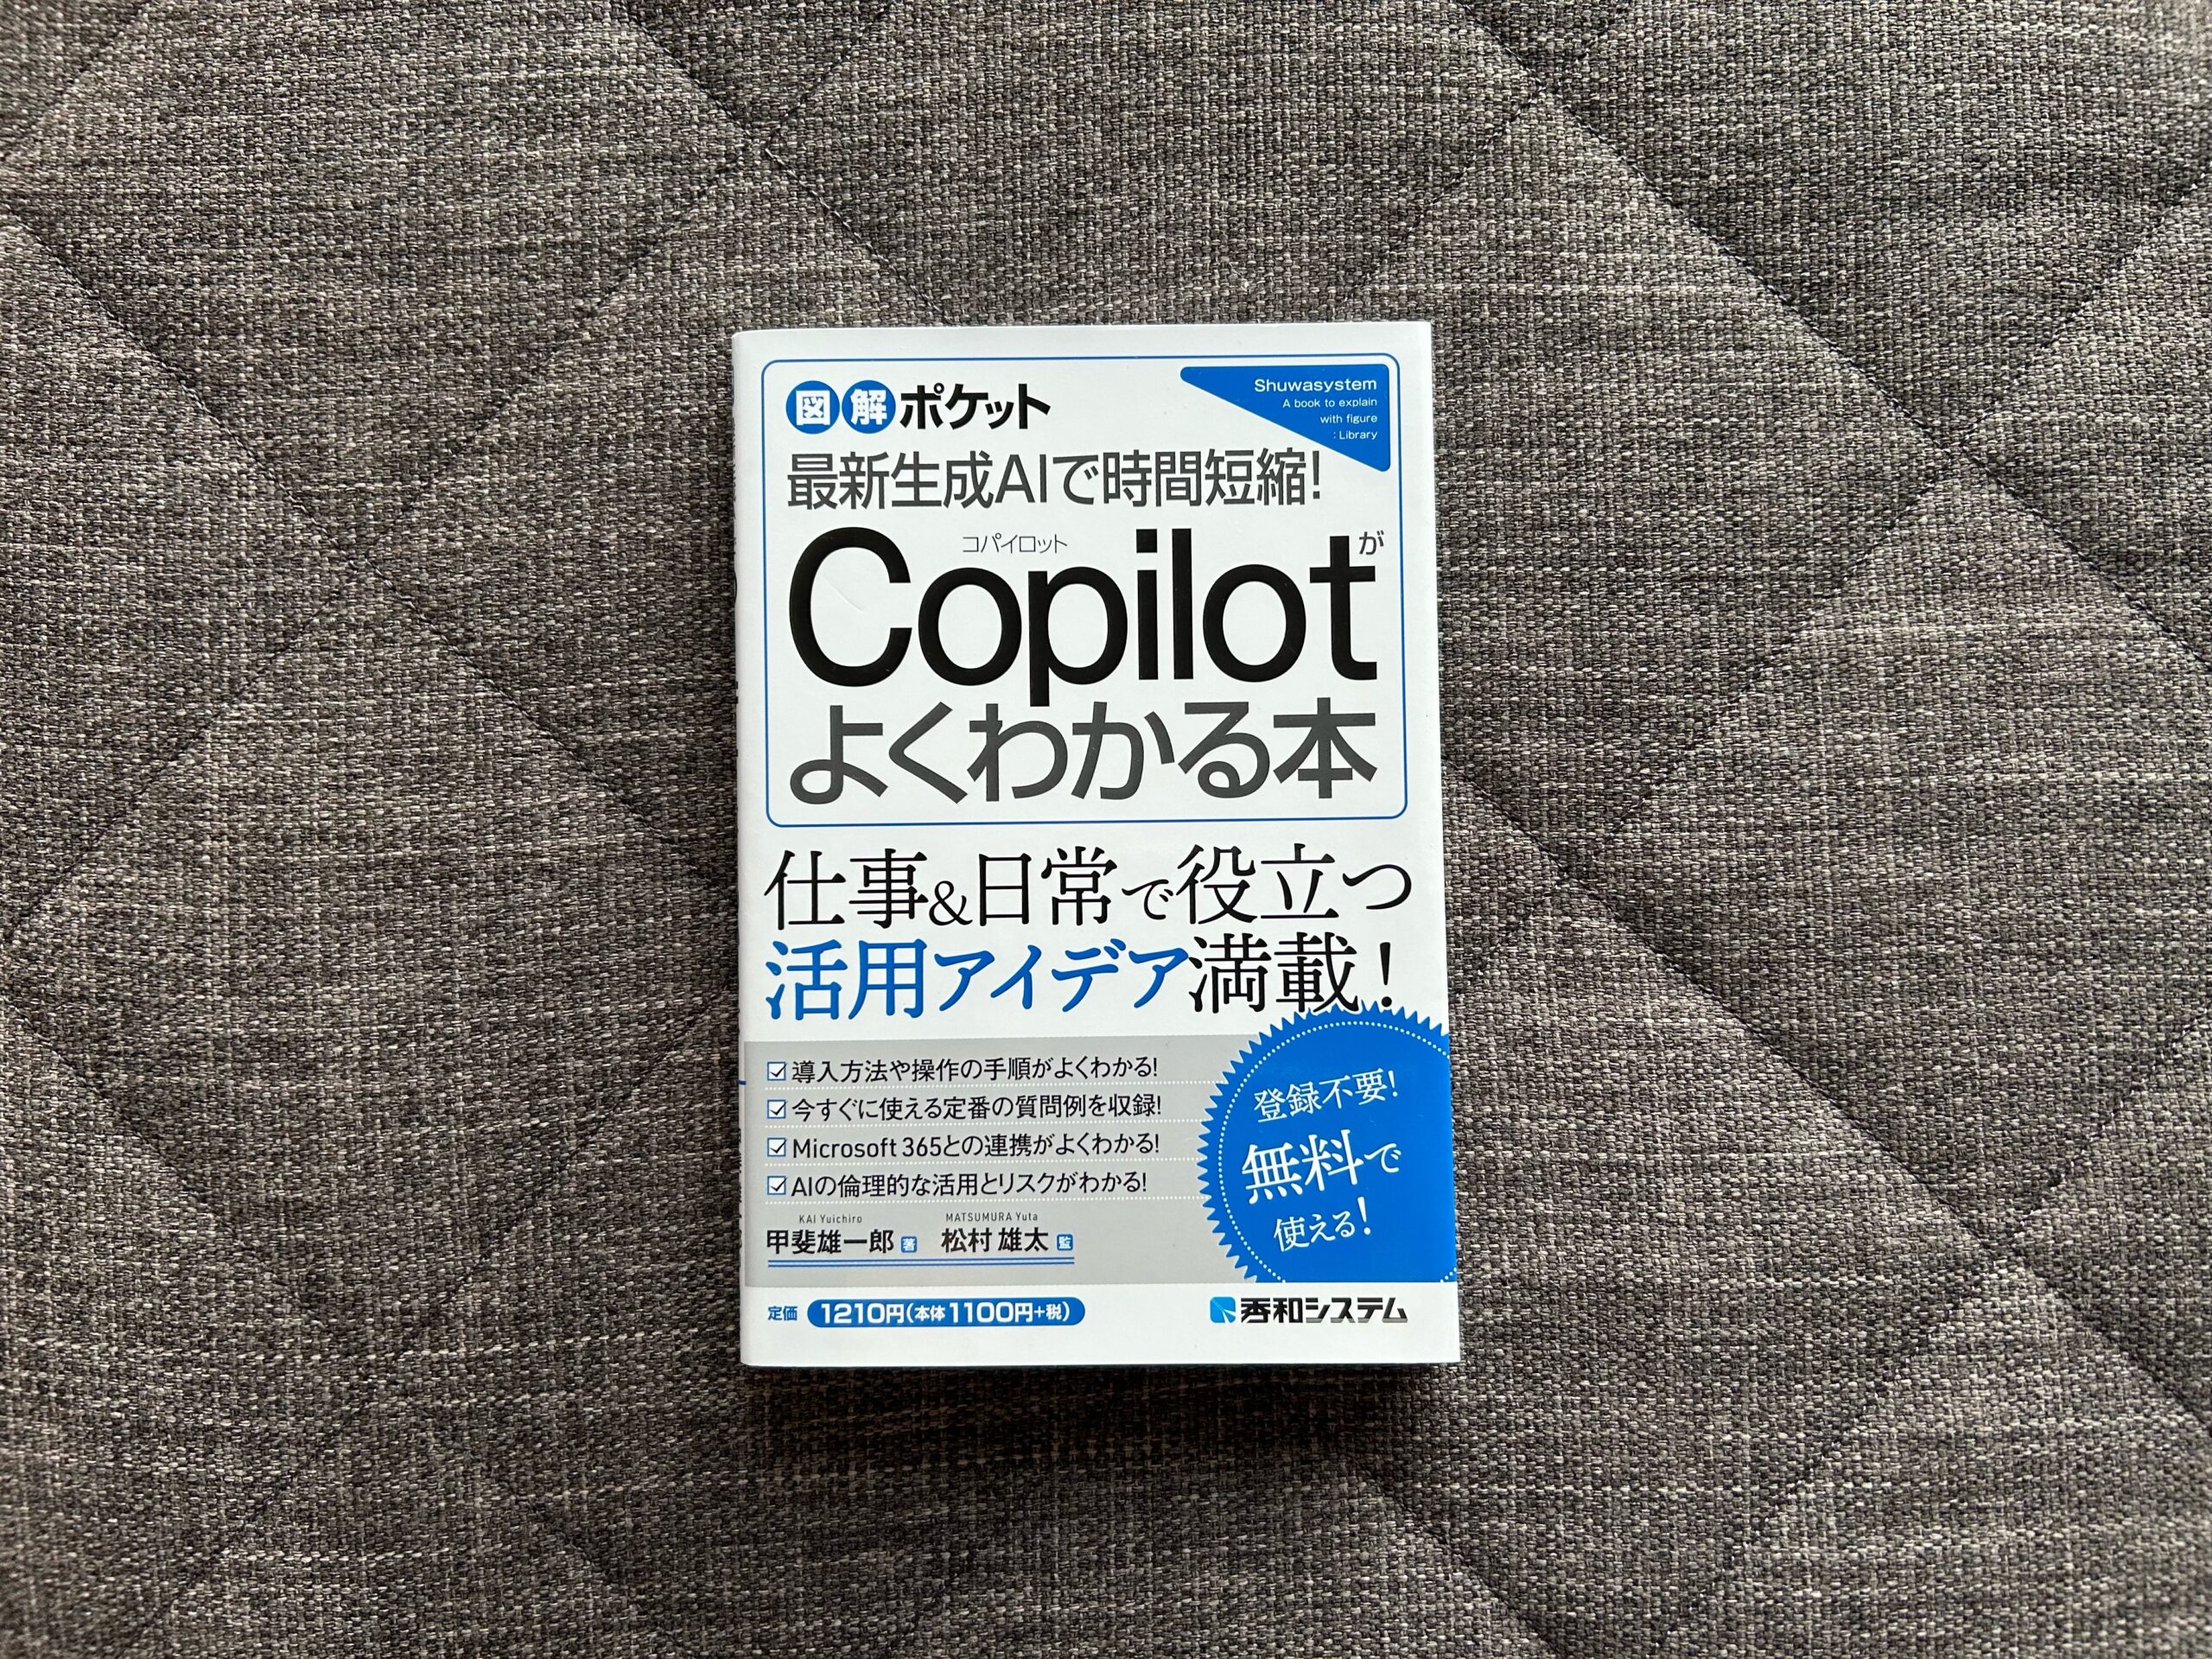 図解ポケット
Shuwasystem
A book to explain
with figure
: Library
最新生成AIで時間短縮!
コパイロット
Copilotが
よくわかる本
仕事&日常で役立つ
活用アイデア満載!
導入方法や操作の手順がよくわかる!
今すぐに使える定番の質問例を収録!
Microsoft 365との連携がよくわかる!
AIの倫理的な活用とリスクがわかる!
登録不要!
無料で
使える!
KAI Yuichiro MATSUMURA Yuta
甲斐雄一郎 著 松村 雄太 監
定価 1210円(本体1100円+税)
秀和システム